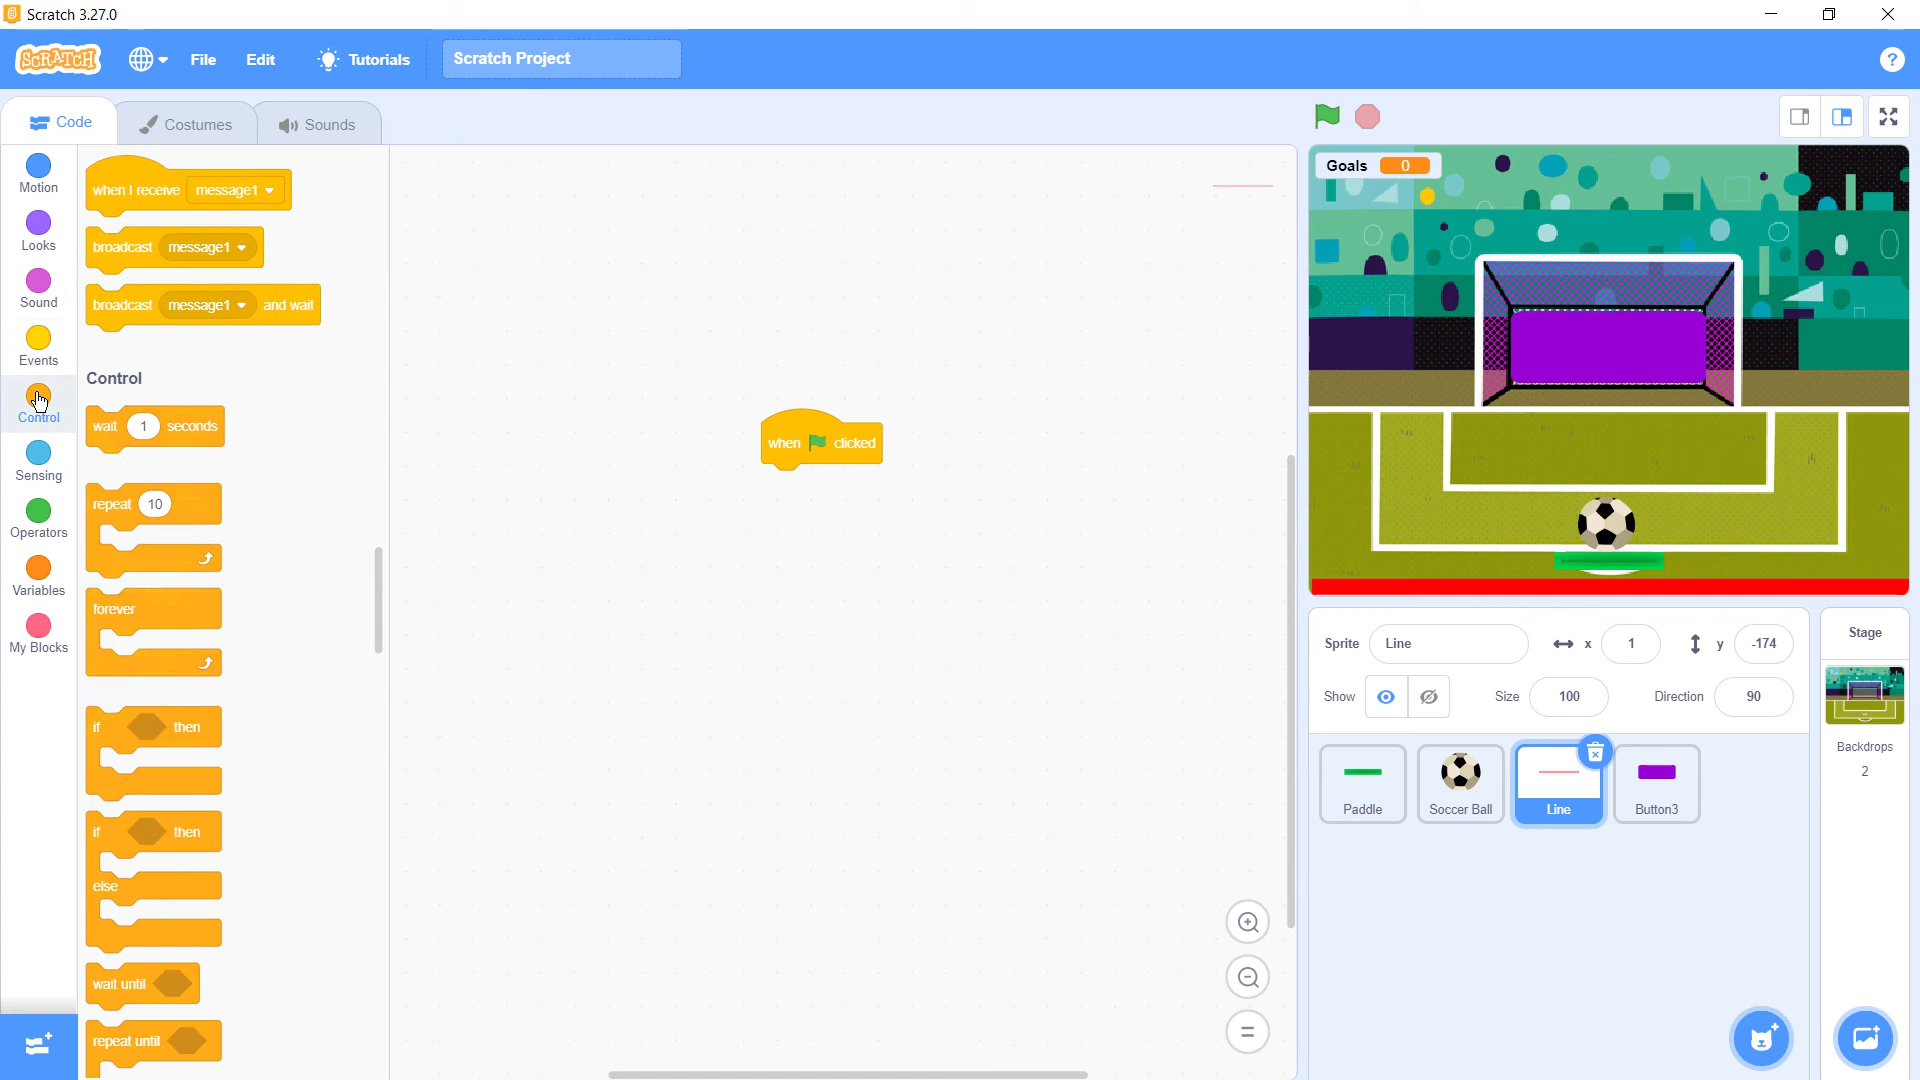 Scratch 3.27.0
SCRATCH
File
Edit
Tutorials
Scratch Project
?
Code
Costumes
Sounds
Motion
Looks
Sound
Events
Control
Sensing
Operators
Variables
My Blocks
when I receive message1
broadcast message1
broadcast message1 and wait
Control
wait 1 seconds
repeat 10
forever
if then
if then
else
wait until
repeat until
when clicked
Goals 0
Sprite Line x 1 y -174
Show Size 100 Direction 90
Paddle
Soccer Ball
Line
Button3
Stage
Backdrops
2